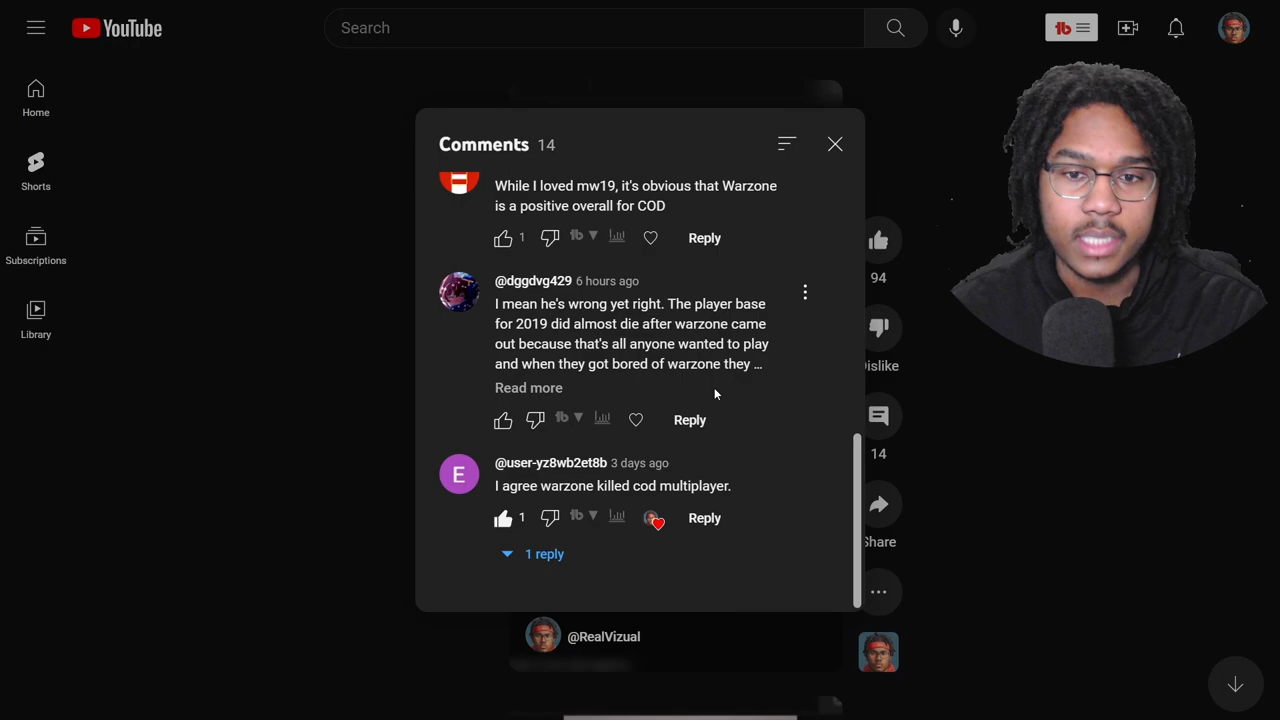 YouTube
Search
Home
Shorts
Subscriptions
Library
Comments 14
While I loved mw19, it's obvious that Warzone
is a positive overall for COD
1
Reply
@dggdvg429 6 hours ago
I mean he's wrong yet right. The player base
for 2019 did almost die after warzone came
out because that's all anyone wanted to play
and when they got bored of warzone they ...
Read more
Reply
E
@user-yz8wb2et8b 3 days ago
I agree warzone killed cod multiplayer.
1
Reply
1 reply
@RealVizual
94
islike
14
Share